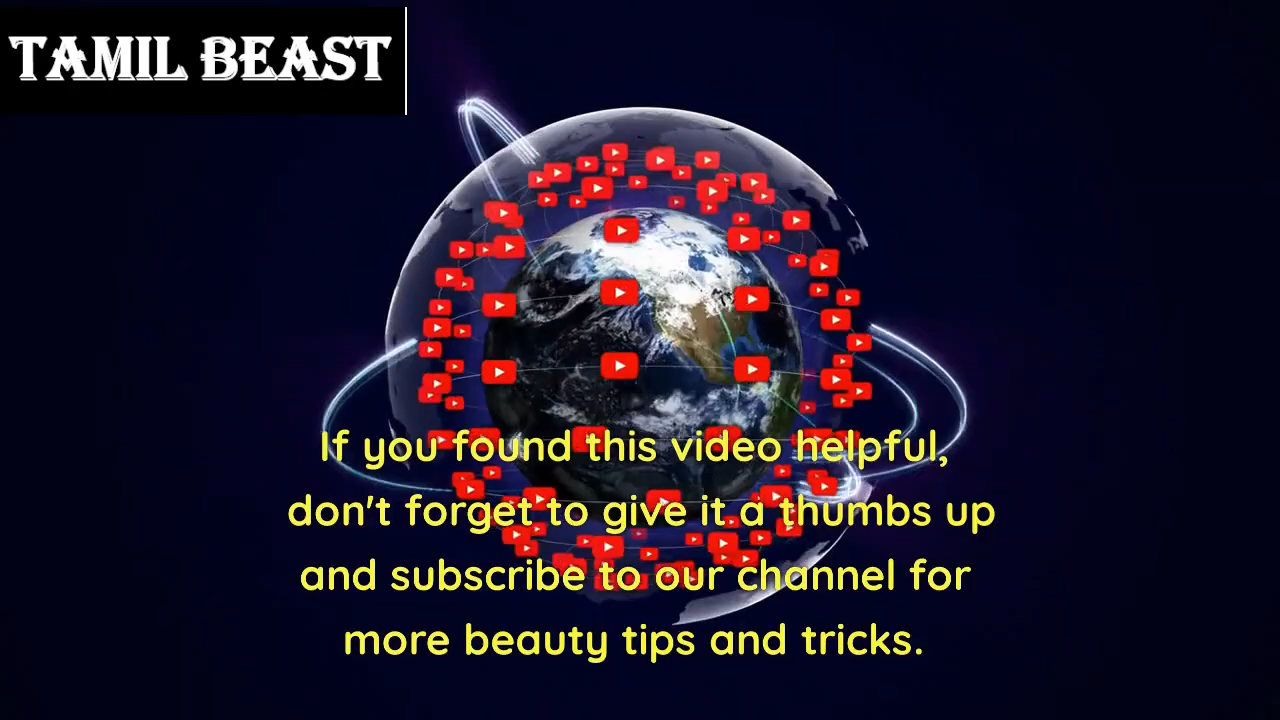 TAMIL BEAST
If you found this video helpful,
don't forget to give it a thumbs up
and subscribe to our channel for
more beauty tips and tricks.